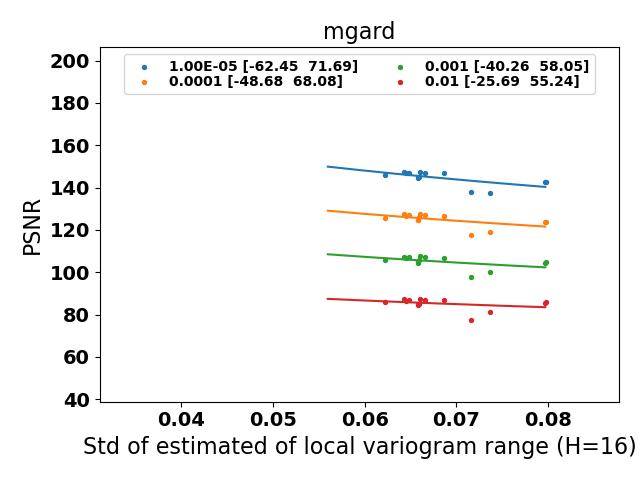 mgard
1.00E-05 [-62.45  71.69]
0.0001 [-48.68  68.08]
0.001 [-40.26  58.05]
0.01 [-25.69  55.24]
PSNR
200
180
160
140
120
100
80
60
40
0.04 0.05 0.06 0.07 0.08
Std of estimated of local variogram range (H=16)